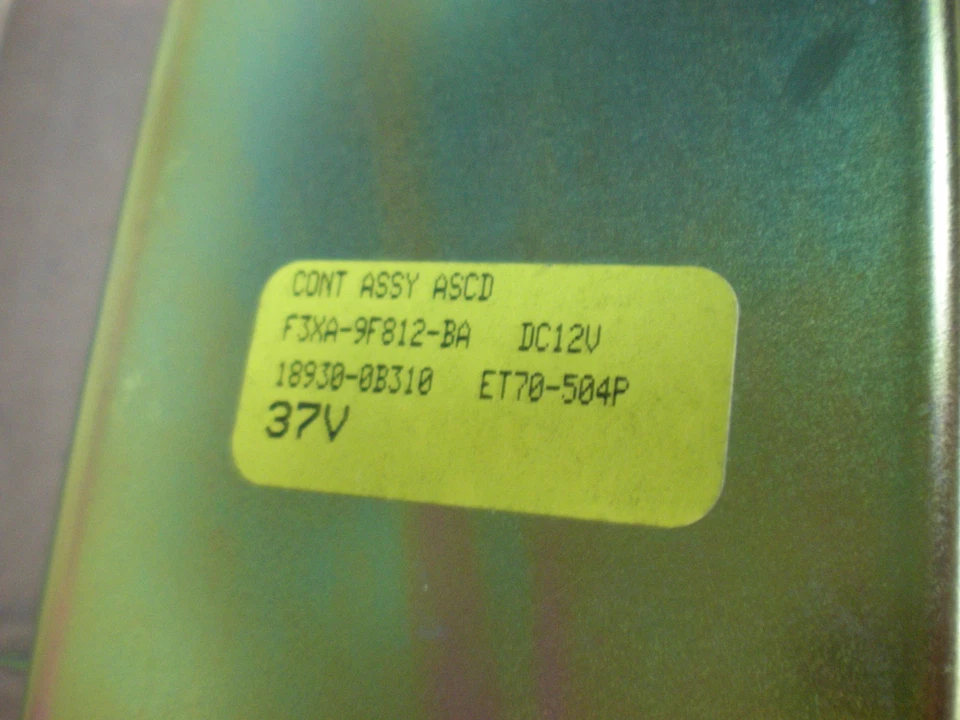 CONT ASSY ASCD
F3XA-9F812-BA DC12V
18930-0B310 ET70-504P
37V